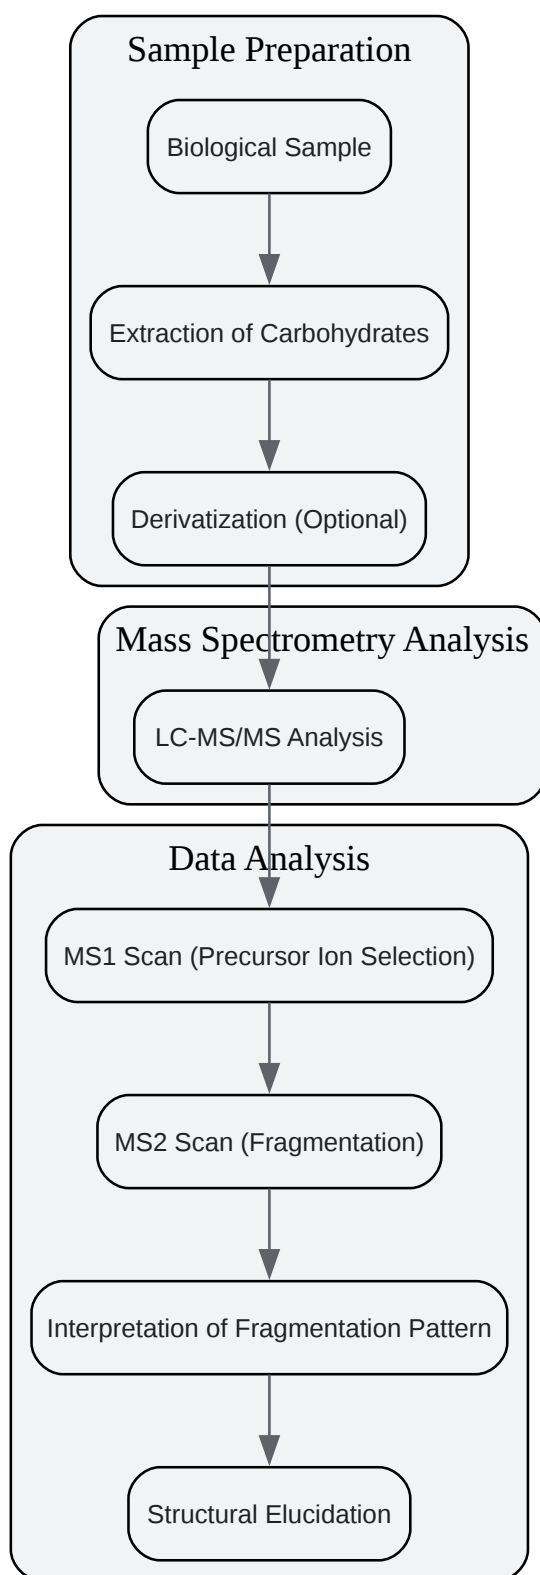 Sample Preparation
Biological Sample
Extraction of Carbohydrates
Derivatization (Optional)
Mass Spectrometry Analysis
LC-MS/MS Analysis
Data Analysis
MS1 Scan (Precursor Ion Selection)
MS2 Scan (Fragmentation)
Interpretation of Fragmentation Pattern
Structural Elucidation